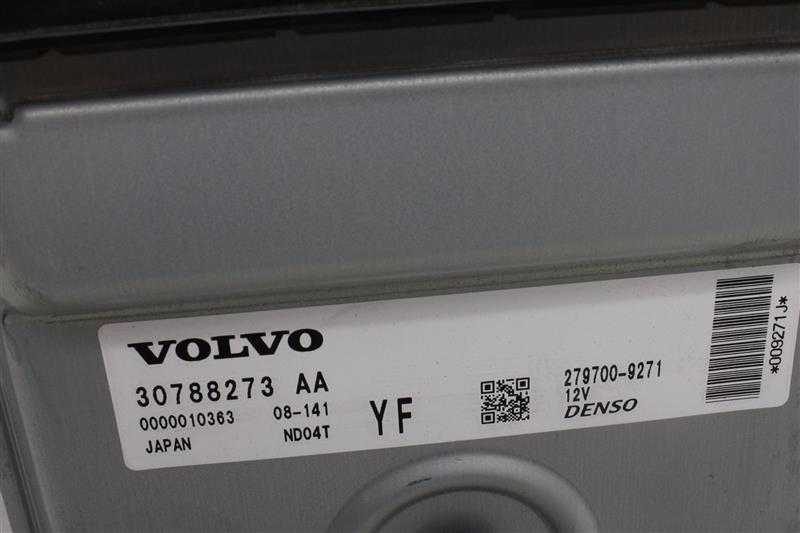 VOLVO
30788273 AA
0000010363 08-141
JAPAN ND04T
YF
279700-9271
12V
DENSO
*009271J*